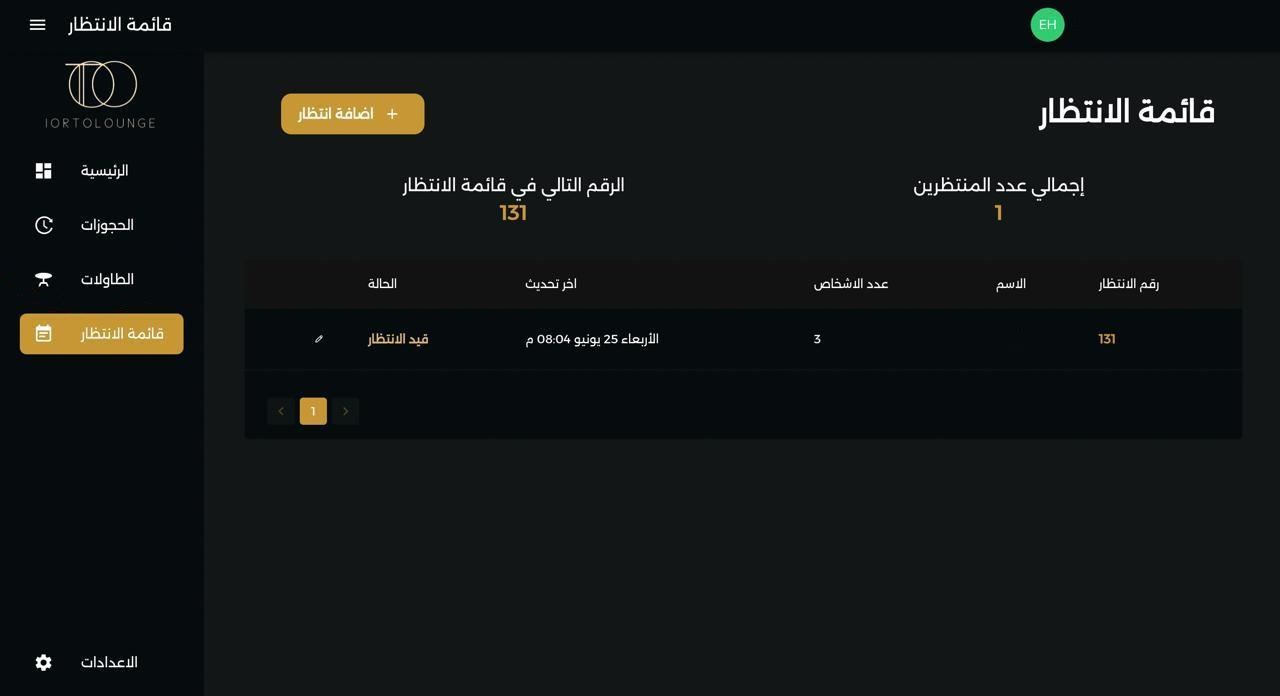 قائمة الانتظار
EH
IORTOLOUNGE
الرئيسية
الحجوزات
الطاولات
قائمة الانتظار
الاعدادات
قائمة الانتظار
اضافة انتظار +
إجمالي عدد المنتظرين
1
الرقم التالي في قائمة الانتظار
131
رقم الانتظار الاسم عدد الاشخاص اخر تحديث الحالة
131 3 الأربعاء 25 يونيو 08:04 م قيد الانتظار
1